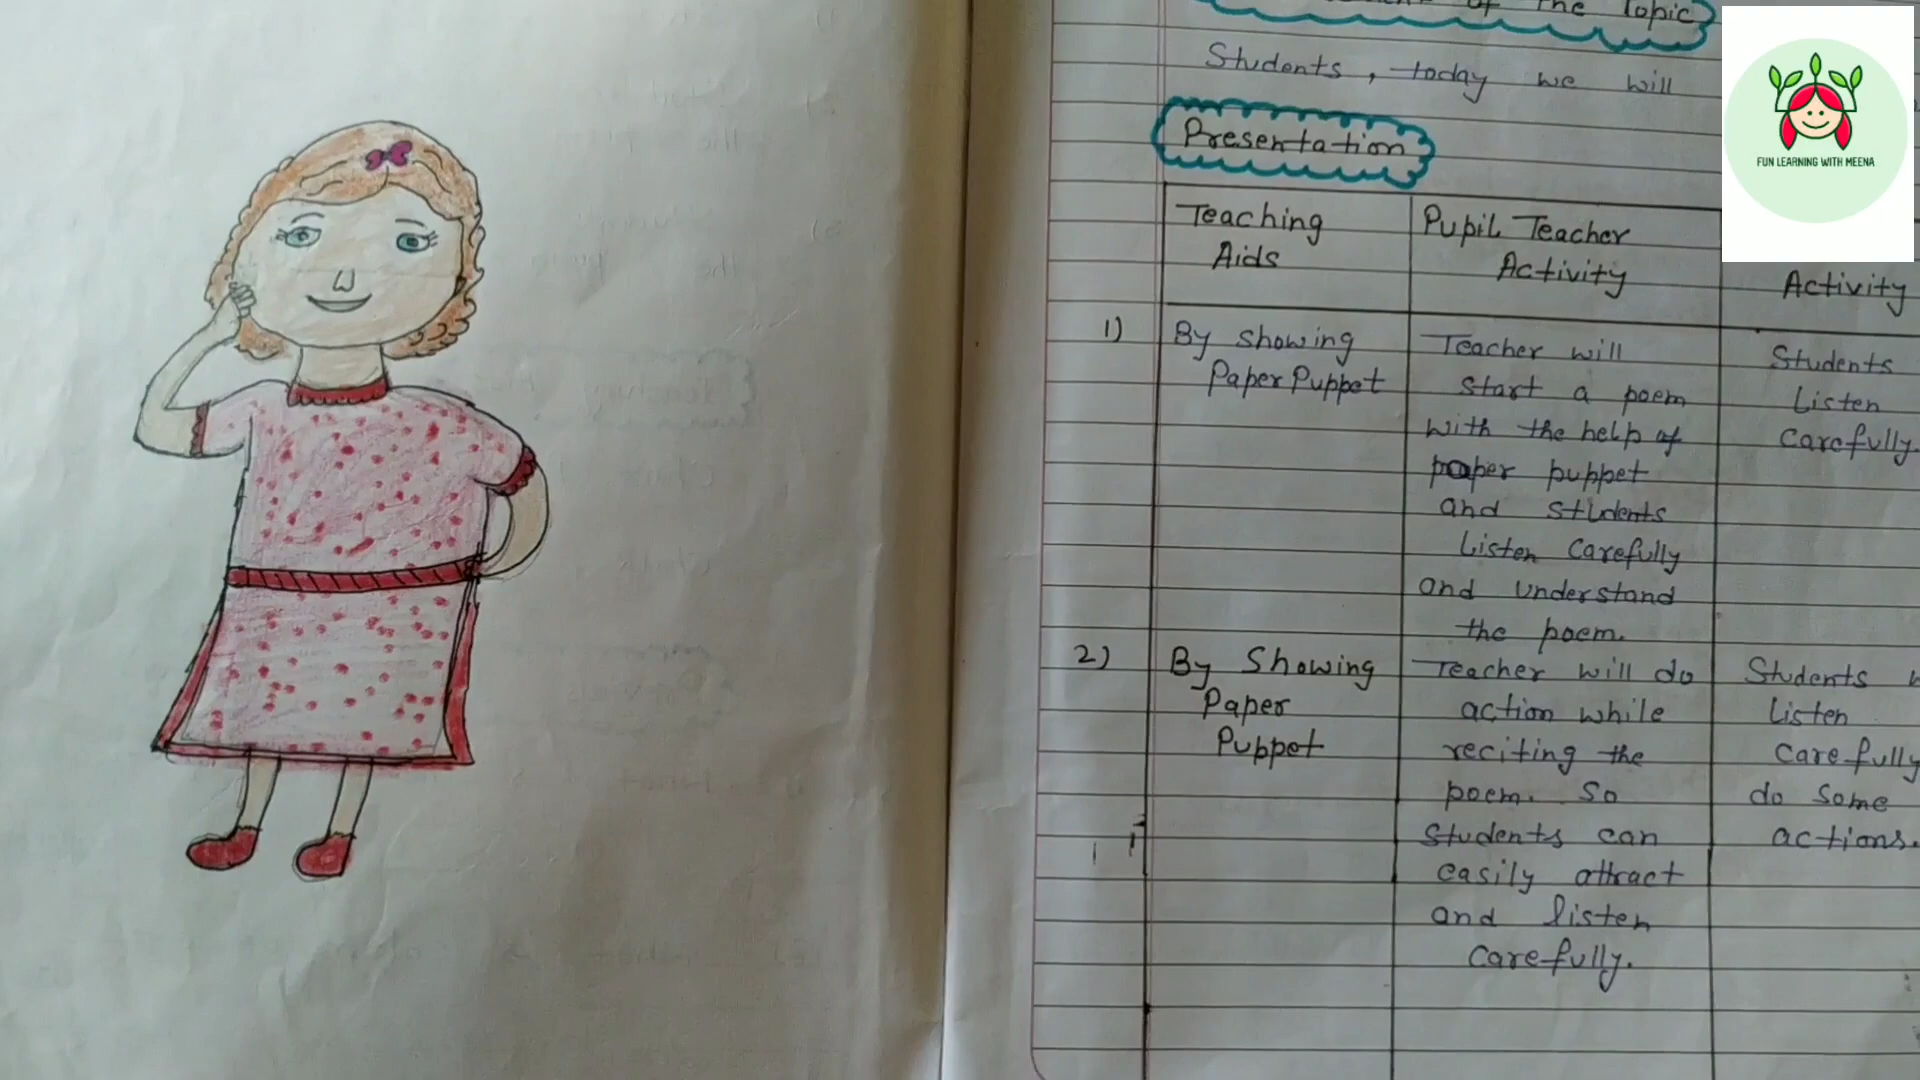 of the Topic
Students, today we will
Presentation
Teaching
Aids
Pupil Teacher
Activity
Activity
1)
By showing
Paper Puppet
Teacher will
start a poem
with the help of
paper puppet
and students
Listen carefully
and understand
the poem.
Students
Listen
carefully.
2)
By Showing
Paper
Puppet
Teacher will do
action while
reciting the
poem. So
students can
easily attract
and listen
carefully.
Students
Listen
carefully
do some
actions.
FUN LEARNING WITH MEENA